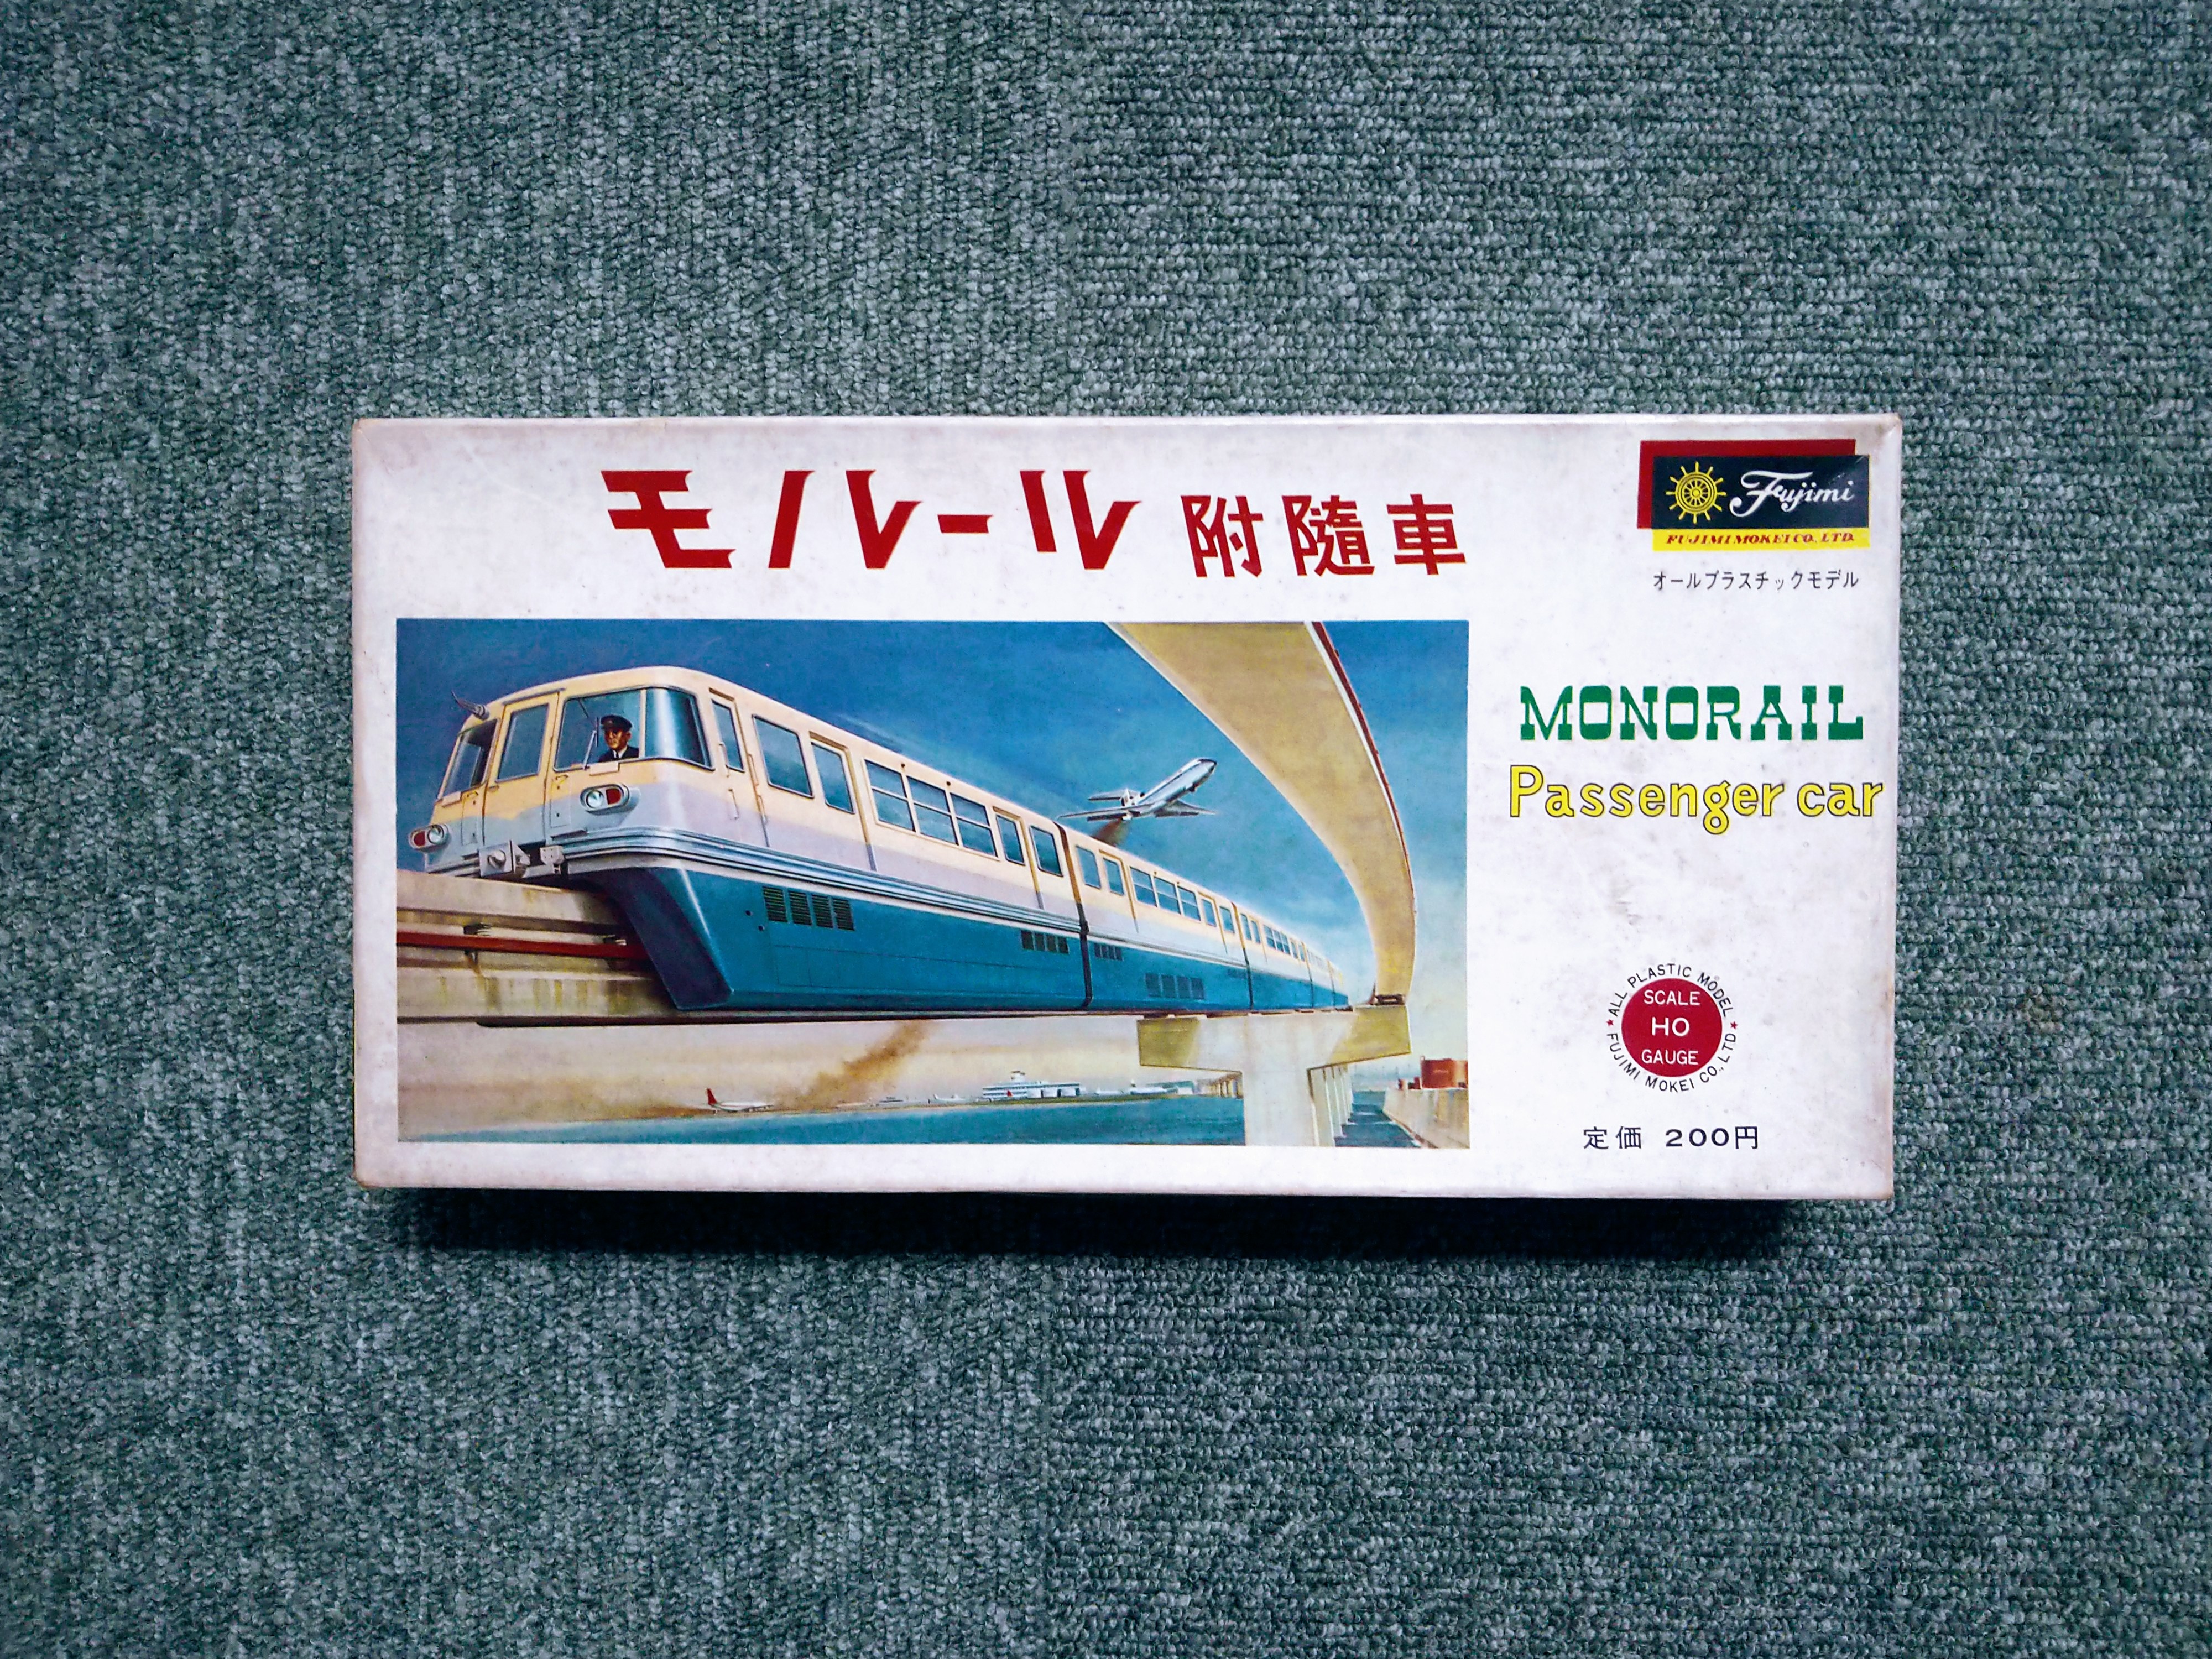 モノレール 附隨車
Fujimi
FUJIMI MOKEI CO., LTD.
オールプラスチックモデル
MONORAIL
Passenger car
ALL PLASTIC MODEL
SCALE
HO
GAUGE
★ FUJIMI MOKEI CO., LTD ★
定価 200円